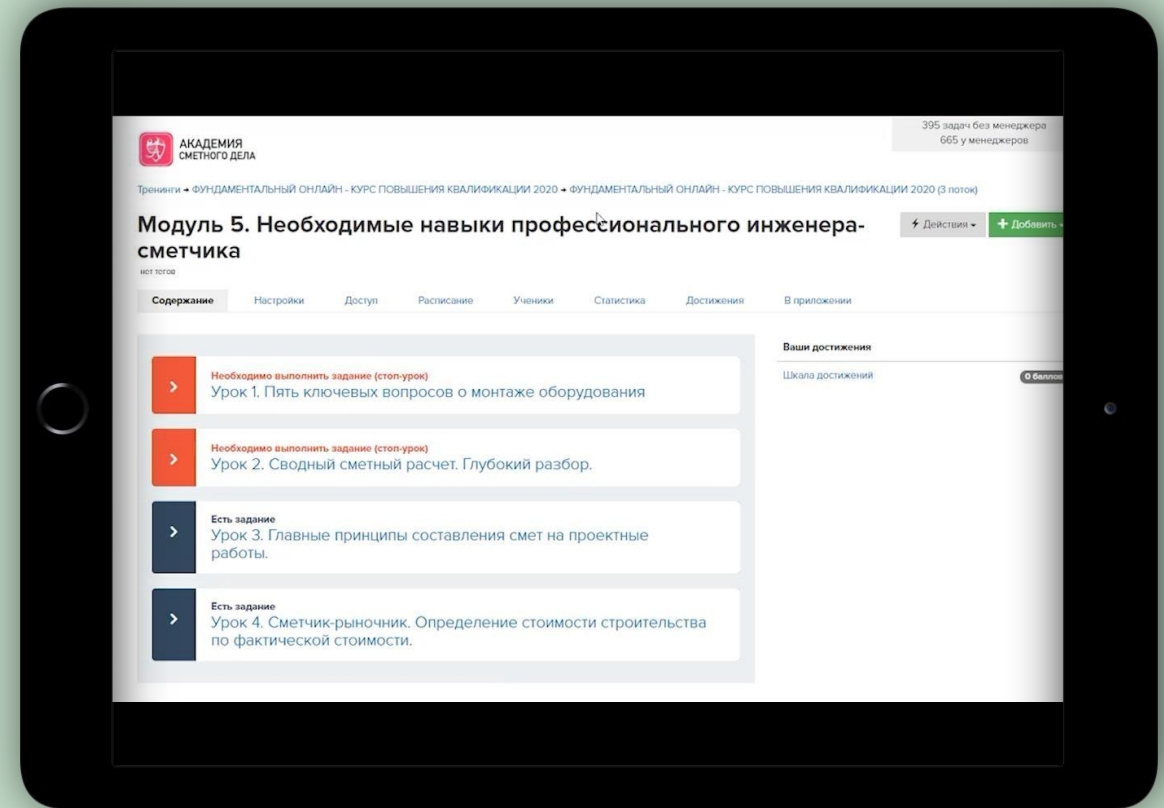 АКАДЕМИЯ
СМЕТНОГО ДЕЛА
395 задач без менеджера
665 у менеджеров
Тренинги → ФУНДАМЕНТАЛЬНЫЙ ОНЛАЙН - КУРС ПОВЫШЕНИЯ КВАЛИФИКАЦИИ 2020 → ФУНДАМЕНТАЛЬНЫЙ ОНЛАЙН - КУРС ПОВЫШЕНИЯ КВАЛИФИКАЦИИ 2020 (3 поток)
Модуль 5. Необходимые навыки профессионального инженера-
сметчика
нет тегов
Действия
+ Добавить
Содержание Настройки Доступ Расписание Ученики Статистика Достижения В приложении
Необходимо выполнить задание (стоп-урок)
Урок 1. Пять ключевых вопросов о монтаже оборудования
Необходимо выполнить задание (стоп-урок)
Урок 2. Сводный сметный расчет. Глубокий разбор.
Есть задание
Урок 3. Главные принципы составления смет на проектные
работы.
Есть задание
Урок 4. Сметчик-рыночник. Определение стоимости строительства
по фактической стоимости.
Ваши достижения
Шкала достижений
0 баллов